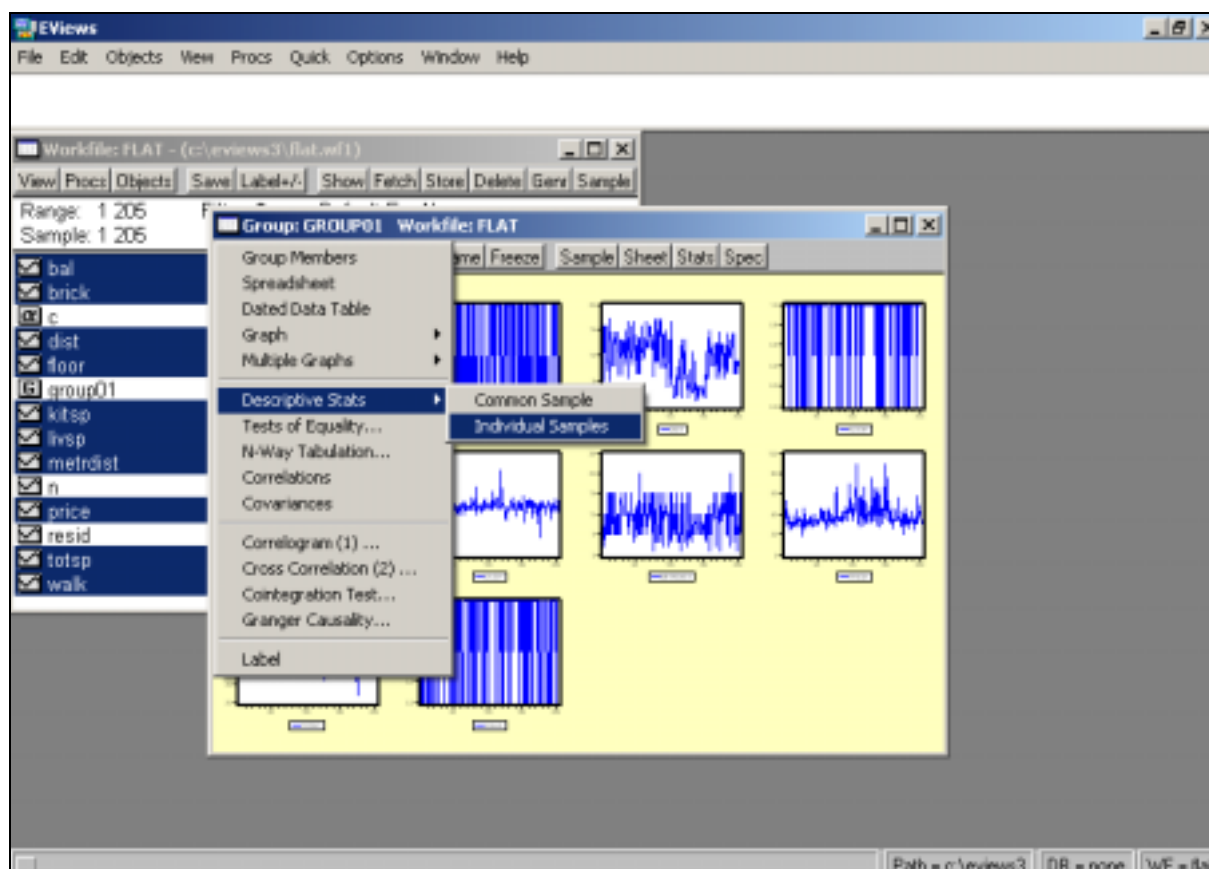 EViews
File Edit Objects View Procs Quick Options Window Help
Workfile: FLAT - (c:\eviews3\flat.wf1)
View Procs Objects Save Label+/- Show Fetch Store Delete Genr Sample
Range: 1 205
Sample: 1 205
bal
brick
c
dist
floor
group01
kitsp
livsp
metrdist
n
price
resid
totsp
walk
Group: GROUP01 Workfile: FLAT
Freeze Sample Sheet Stats Spec
Group Members
Spreadsheet
Dated Data Table
Graph
Multiple Graphs
Descriptive Stats
Tests of Equality...
N-Way Tabulation...
Correlations
Covariances
Correlogram (1) ...
Cross Correlation (2) ...
Cointegration Test...
Granger Causality...
Label
Common Sample
Individual Samples
Path = c:\eviews3 DB = none WF = fla